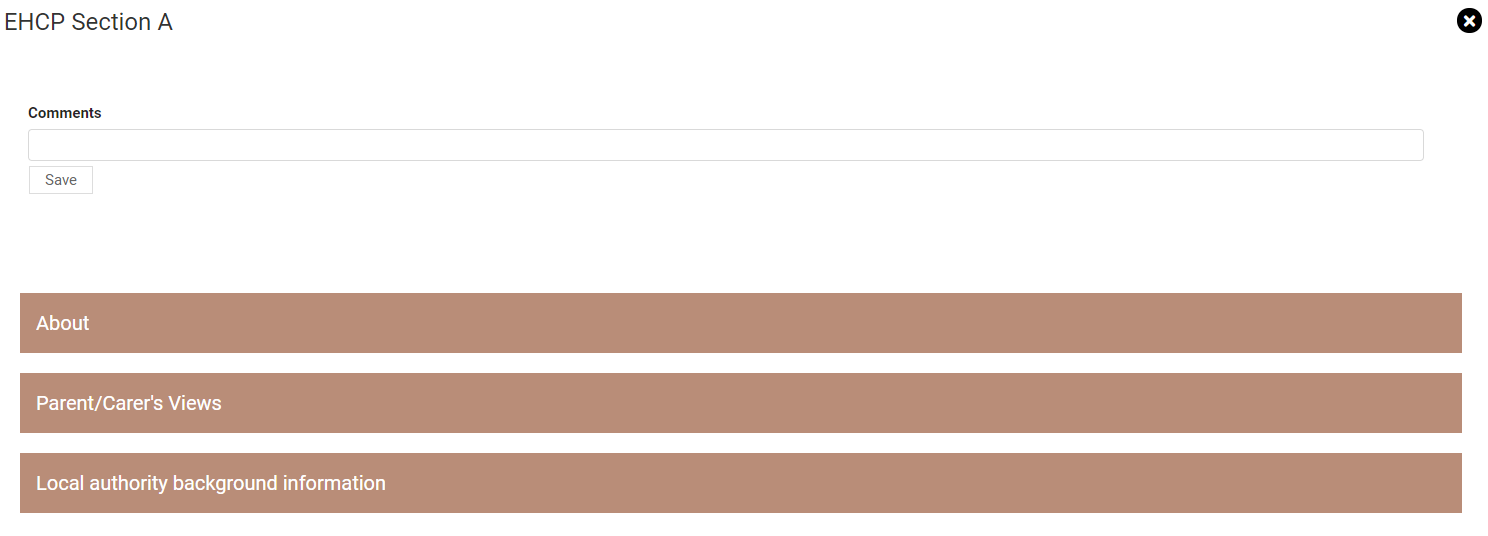 EHCP Section A
Comments
Save
About
Parent/Carer's Views
Local authority background information